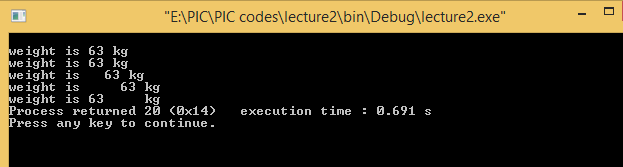 "E:\PIC\PIC codes\lecture2\bin\Debug\lecture2.exe"
weight is 63 kg
weight is 63 kg
weight is   63 kg
weight is     63 kg
weight is 63     kg
Process returned 20 (0x14)   execution time : 0.691 s
Press any key to continue.